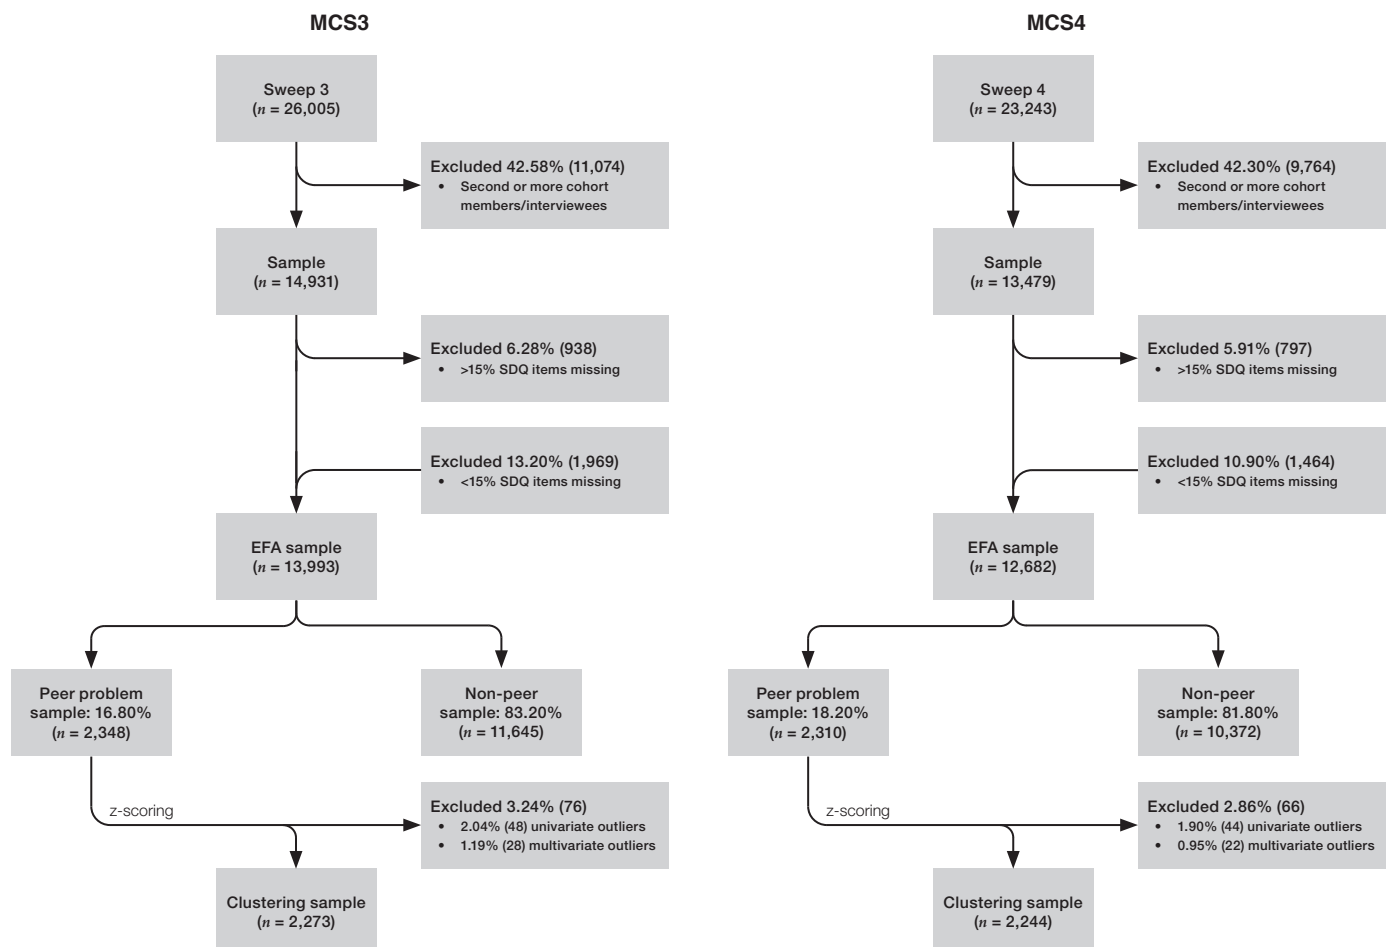 MCS3
Sweep 3
(n = 26,005)
Excluded 42.58% (11,074)
• Second or more cohort
members/interviewees
Sample
(n = 14,931)
Excluded 6.28% (938)
• >15% SDQ items missing
Excluded 13.20% (1,969)
• <15% SDQ items missing
EFA sample
(n = 13,993)
Peer problem
sample: 16.80%
(n = 2,348)
Non-peer
sample: 83.20%
(n = 11,645)
z-scoring
Excluded 3.24% (76)
• 2.04% (48) univariate outliers
• 1.19% (28) multivariate outliers
Clustering sample
(n = 2,273)
MCS4
Sweep 4
(n = 23,243)
Excluded 42.30% (9,764)
• Second or more cohort
members/interviewees
Sample
(n = 13,479)
Excluded 5.91% (797)
• >15% SDQ items missing
Excluded 10.90% (1,464)
• <15% SDQ items missing
EFA sample
(n = 12,682)
Peer problem
sample: 18.20%
(n = 2,310)
Non-peer
sample: 81.80%
(n = 10,372)
z-scoring
Excluded 2.86% (66)
• 1.90% (44) univariate outliers
• 0.95% (22) multivariate outliers
Clustering sample
(n = 2,244)